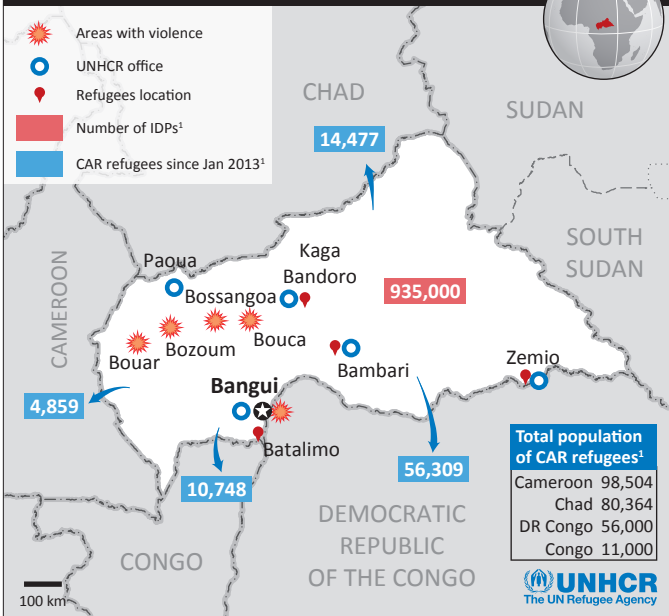 Areas with violence
UNHCR office
Refugees location
Number of IDPs1
CAR refugees since Jan 20131
CHAD
SUDAN
14,477
SOUTH
SUDAN
CAMEROON
Paoua
Kaga
Bandoro
Bossangoa
935,000
Bouca
Bozoum
Bouar
Bambari
Zemio
Bangui
4,859
Batalimo
10,748
56,309
Total population
of CAR refugees1
Cameroon 98,504
Chad 80,364
DR Congo 56,000
Congo 11,000
DEMOCRATIC
REPUBLIC
OF THE CONGO
CONGO
100 km
UNHCR
The UN Refugee Agency